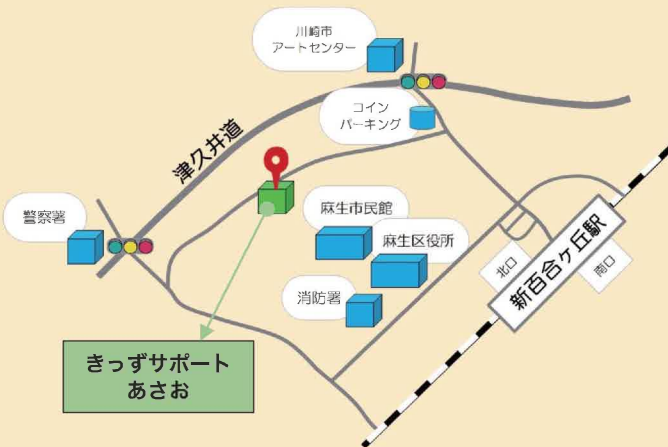 川崎市
アートセンター
コイン
パーキング
津久井道
警察署
麻生市民館
麻生区役所
消防署
北口
新百合ヶ丘駅
南口
きっずサポート
あさお